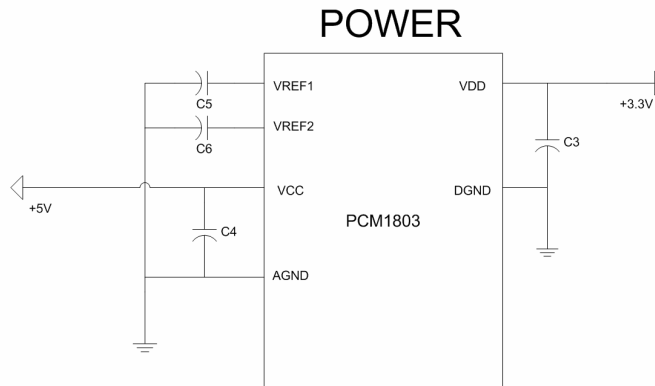 POWER
VREF1
VDD
C5
+3.3V
VREF2
C6
C3
VCC
DGND
+5V
PCM1803
C4
AGND